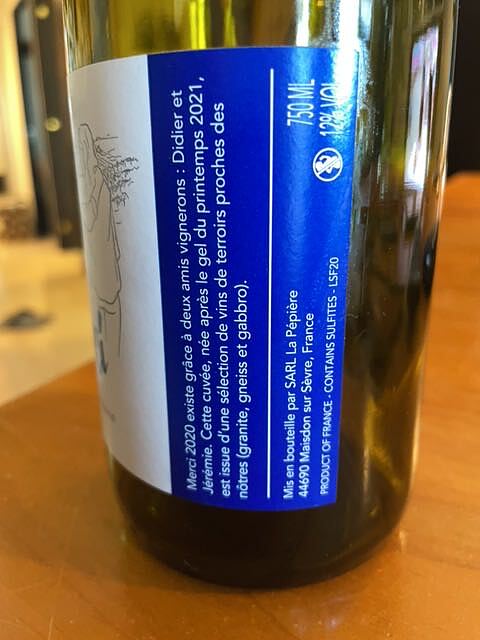 Merci 2020 existe grâce à deux amis vignerons : Didier et
Jérémie. Cette cuvée, née après le gel du printemps 2021,
est issue d'une sélection de vins de terroirs proches des
nôtres (granite, gneiss et gabbro).
750 ML
12% VOL
Mis en bouteille par SARL La Pépière
44690 Maisdon sur Sèvre, France
PRODUCT OF FRANCE - CONTAINS SULFITES - LSF20